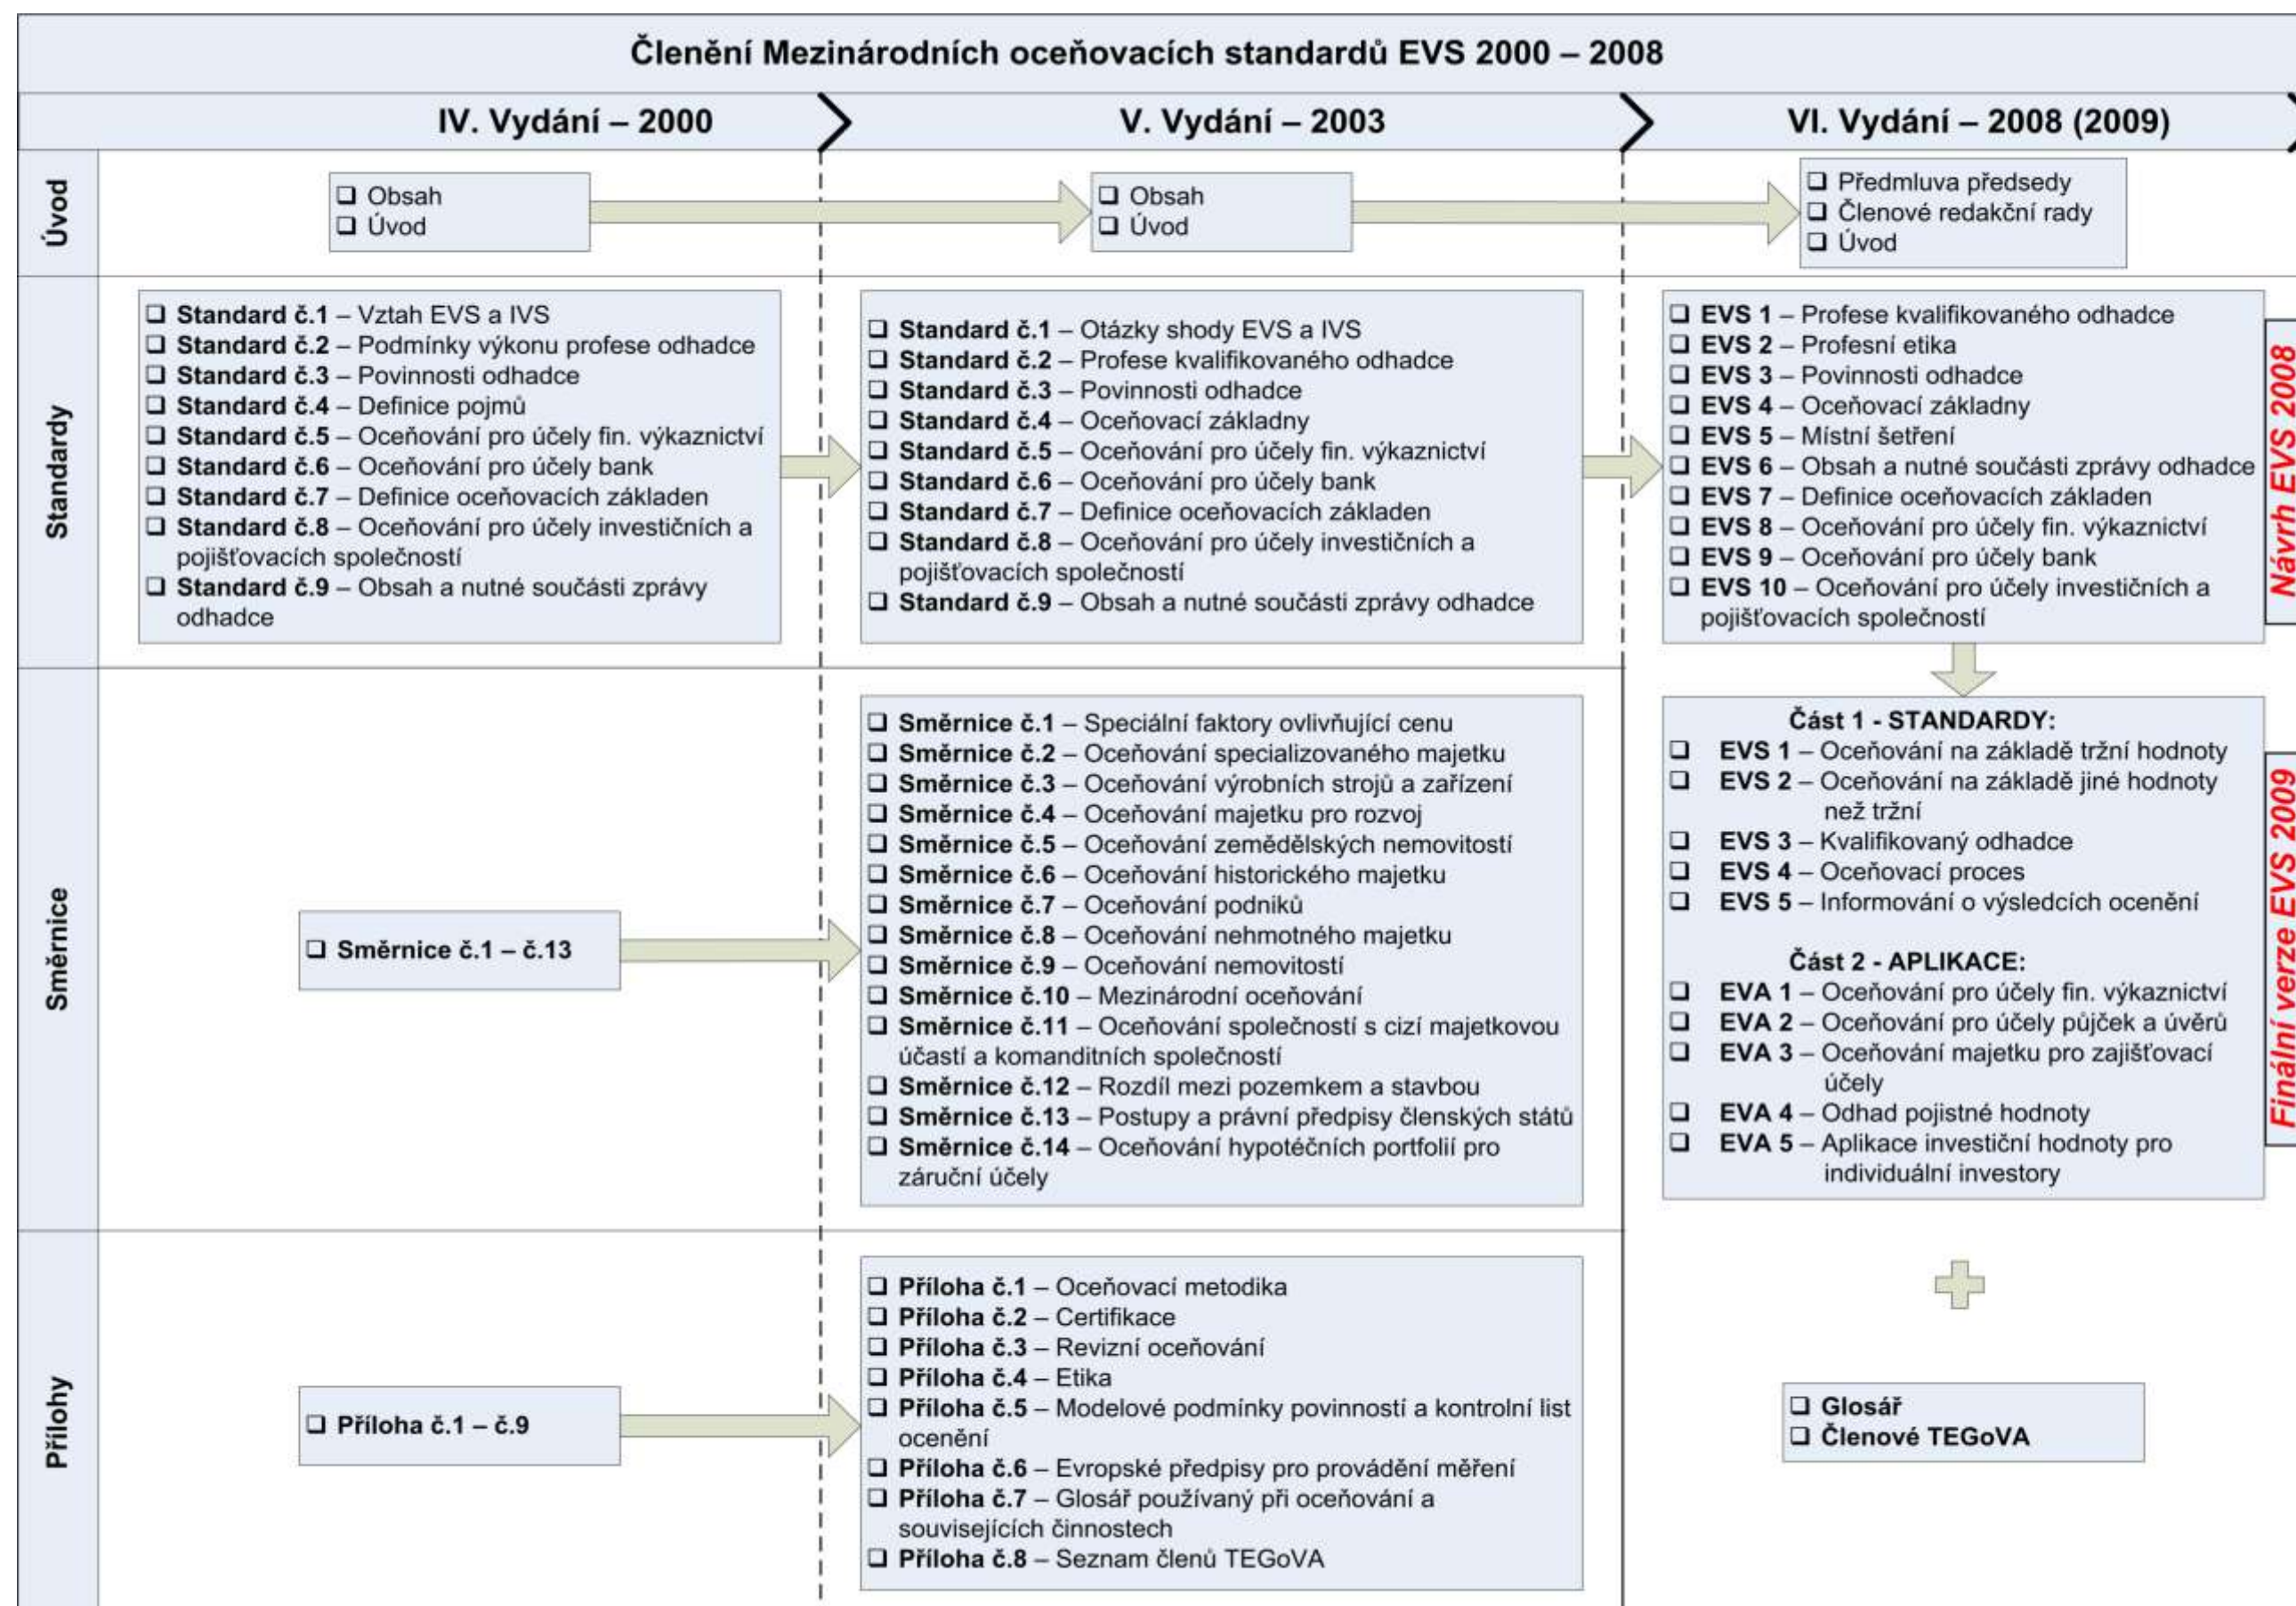 Členění Mezinárodních oceňovacích standardů EVS 2000 – 2008
IV. Vydání – 2000
V. Vydání – 2003
VI. Vydání – 2008 (2009)
Úvod
❑ Obsah
❑ Úvod
❑ Obsah
❑ Úvod
❑ Předmluva předsedy
❑ Členové redakční rady
❑ Úvod
Standardy
❑ Standard č.1 – Vztah EVS a IVS
❑ Standard č.2 – Podmínky výkonu profese odhadce
❑ Standard č.3 – Povinnosti odhadce
❑ Standard č.4 – Definice pojmů
❑ Standard č.5 – Oceňování pro účely fin. výkaznictví
❑ Standard č.6 – Oceňování pro účely bank
❑ Standard č.7 – Definice oceňovacích základen
❑ Standard č.8 – Oceňování pro účely investičních a
pojišťovacích společností
❑ Standard č.9 – Obsah a nutné součásti zprávy
odhadce
❑ Standard č.1 – Otázky shody EVS a IVS
❑ Standard č.2 – Profese kvalifikovaného odhadce
❑ Standard č.3 – Povinnosti odhadce
❑ Standard č.4 – Oceňovací základny
❑ Standard č.5 – Oceňování pro účely fin. výkaznictví
❑ Standard č.6 – Oceňování pro účely bank
❑ Standard č.7 – Definice oceňovacích základen
❑ Standard č.8 – Oceňování pro účely investičních a
pojišťovacích společností
❑ Standard č.9 – Obsah a nutné součásti zprávy odhadce
❑ EVS 1 – Profese kvalifikovaného odhadce
❑ EVS 2 – Profesní etika
❑ EVS 3 – Povinnosti odhadce
❑ EVS 4 – Oceňovací základny
❑ EVS 5 – Místní šetření
❑ EVS 6 – Obsah a nutné součásti zprávy odhadce
❑ EVS 7 – Definice oceňovacích základen
❑ EVS 8 – Oceňování pro účely fin. výkaznictví
❑ EVS 9 – Oceňování pro účely bank
❑ EVS 10 – Oceňování pro účely investičních a
pojišťovacích společností
Návrh EVS 2008
Směrnice
❑ Směrnice č.1 – č.13
❑ Směrnice č.1 – Speciální faktory ovlivňující cenu
❑ Směrnice č.2 – Oceňování specializovaného majetku
❑ Směrnice č.3 – Oceňování výrobních strojů a zařízení
❑ Směrnice č.4 – Oceňování majetku pro rozvoj
❑ Směrnice č.5 – Oceňování zemědělských nemovitostí
❑ Směrnice č.6 – Oceňování historického majetku
❑ Směrnice č.7 – Oceňování podniků
❑ Směrnice č.8 – Oceňování nehmotného majetku
❑ Směrnice č.9 – Oceňování nemovitostí
❑ Směrnice č.10 – Mezinárodní oceňování
❑ Směrnice č.11 – Oceňování společností s cizí majetkovou
účastí a komanditních společností
❑ Směrnice č.12 – Rozdíl mezi pozemkem a stavbou
❑ Směrnice č.13 – Postupy a právní předpisy členských států
❑ Směrnice č.14 – Oceňování hypotéčních portfolií pro
záruční účely
Část 1 - STANDARDY:
❑ EVS 1 – Oceňování na základě tržní hodnoty
❑ EVS 2 – Oceňování na základě jiné hodnoty
než tržní
❑ EVS 3 – Kvalifikovaný odhadce
❑ EVS 4 – Oceňovací proces
❑ EVS 5 – Informování o výsledcích ocenění
Část 2 - APLIKACE:
❑ EVA 1 – Oceňování pro účely fin. výkaznictví
❑ EVA 2 – Oceňování pro účely půjček a úvěrů
❑ EVA 3 – Oceňování majetku pro zajišťovací
účely
❑ EVA 4 – Odhad pojistné hodnoty
❑ EVA 5 – Aplikace investiční hodnoty pro
individuální investory
Finální verze EVS 2009
Přílohy
❑ Příloha č.1 – č.9
❑ Příloha č.1 – Oceňovací metodika
❑ Příloha č.2 – Certifikace
❑ Příloha č.3 – Revizní oceňování
❑ Příloha č.4 – Etika
❑ Příloha č.5 – Modelové podmínky povinností a kontrolní list
ocenění
❑ Příloha č.6 – Evropské předpisy pro provádění měření
❑ Příloha č.7 – Glosář používaný při oceňování a
souvisejících činnostech
❑ Příloha č.8 – Seznam členů TEGoVA
❑ Glosář
❑ Členové TEGoVA